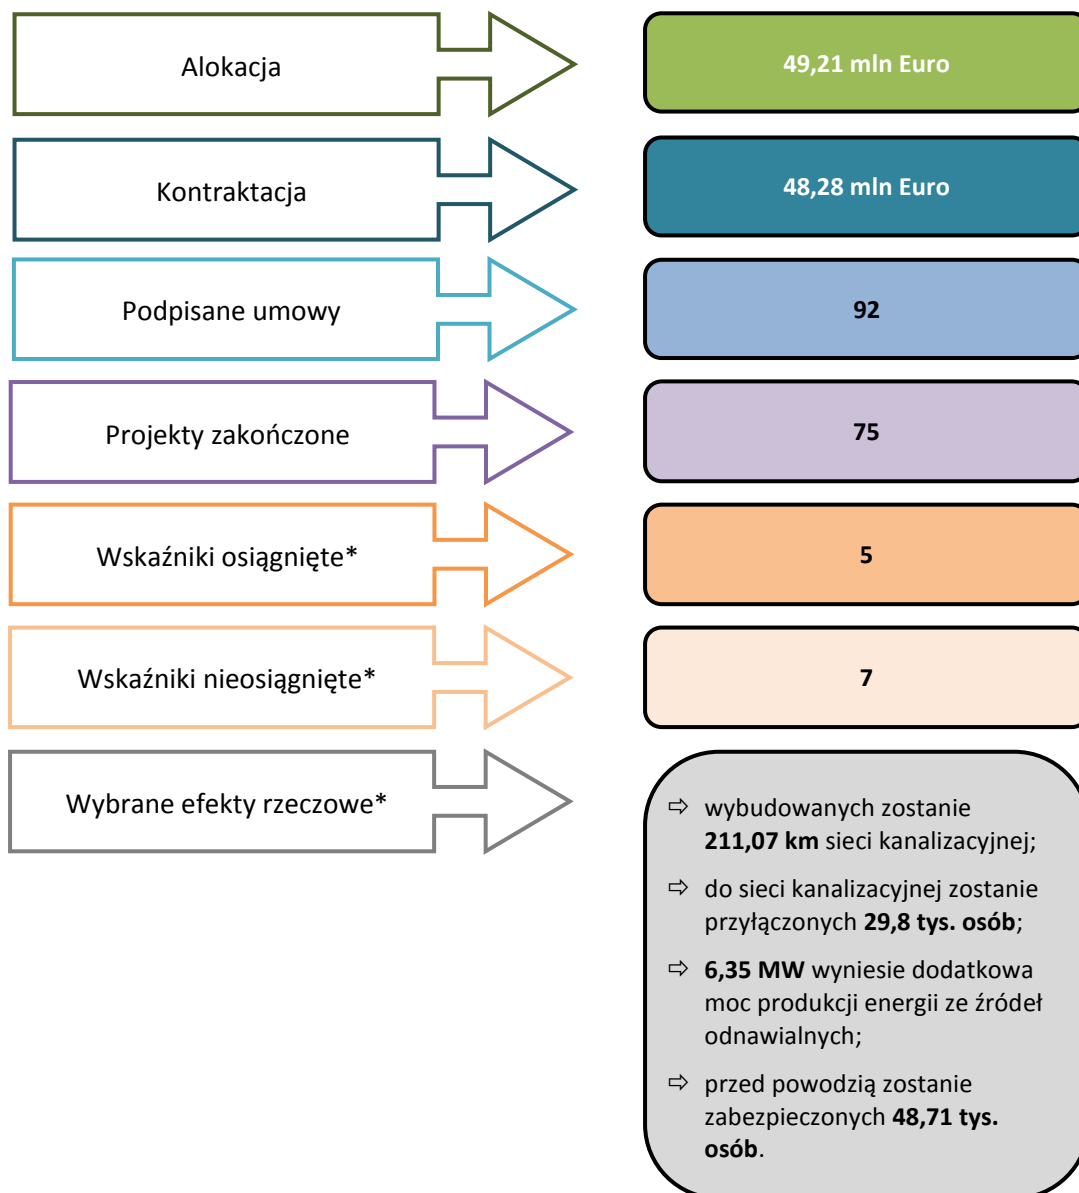 Alokacja
49,21 mln Euro
Kontraktacja
48,28 mln Euro
Podpisane umowy
92
Projekty zakończone
75
Wskaźniki osiągnięte*
5
Wskaźniki nieosiągnięte*
7
Wybrane efekty rzeczowe*
⇨ wybudowanych zostanie
211,07 km sieci kanalizacyjnej;
⇨ do sieci kanalizacyjnej zostanie
przyłączonych 29,8 tys. osób;
⇨ 6,35 MW wyniesie dodatkowa
moc produkcji energii ze źródeł
odnawialnych;
⇨ przed powodzią zostanie
zabezpieczonych 48,71 tys.
osób.